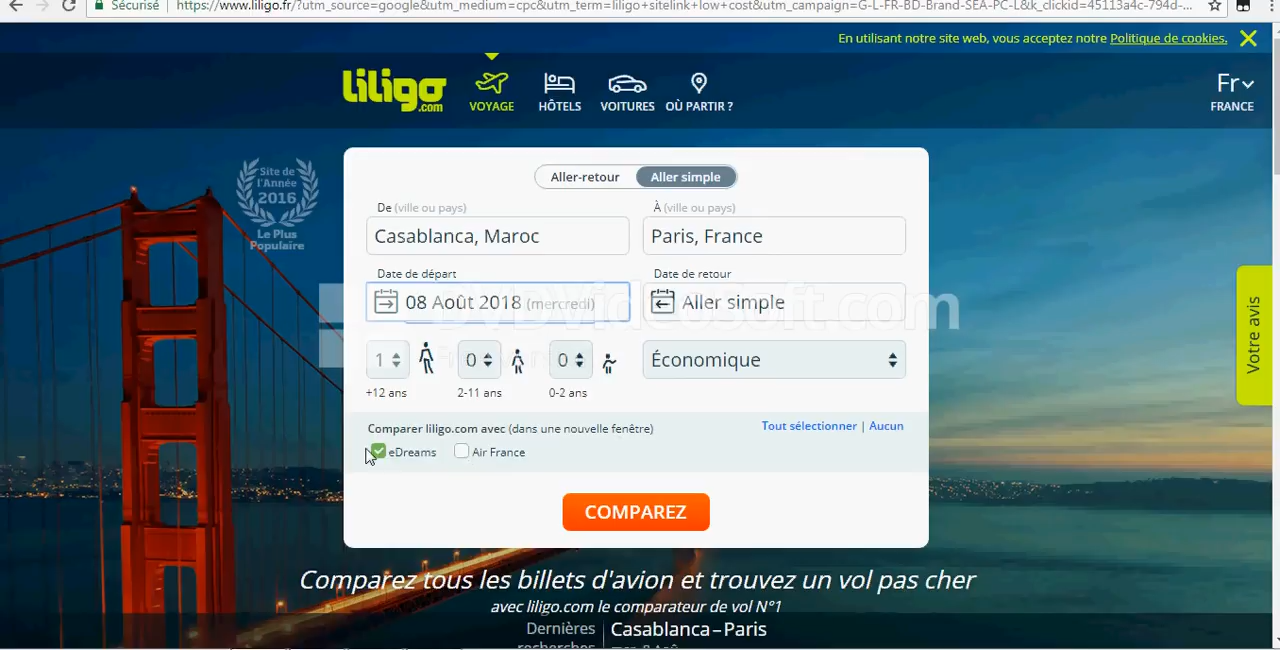 Sécurisé https://www.liligo.fr/?utm_source=google&utm_medium=cpc&utm_term=liligo+sitelink+low+cost&utm_campaign=G-L-FR-BD-Brand-SEA-PC-L&k_clickid=45113a4c-794d-...
En utilisant notre site web, vous acceptez notre Politique de cookies.
liligo.com
VOYAGE HÔTELS VOITURES OÙ PARTIR ?
Fr
FRANCE
Site de
l'Année
2016
Le Plus
Populaire
Aller-retour Aller simple
De (ville ou pays) À (ville ou pays)
Casablanca, Maroc Paris, France
Date de départ Date de retour
08 Août 2018 (mercredi) Aller simple
DVDVideoSoft.com
1 0 0 Économique
+12 ans 2-11 ans 0-2 ans
Comparer liligo.com avec (dans une nouvelle fenêtre) Tout sélectionner | Aucun
eDreams Air France
COMPAREZ
Votre avis
Comparez tous les billets d'avion et trouvez un vol pas cher
avec liligo.com le comparateur de vol N°1
Dernières Casablanca–Paris
recherches